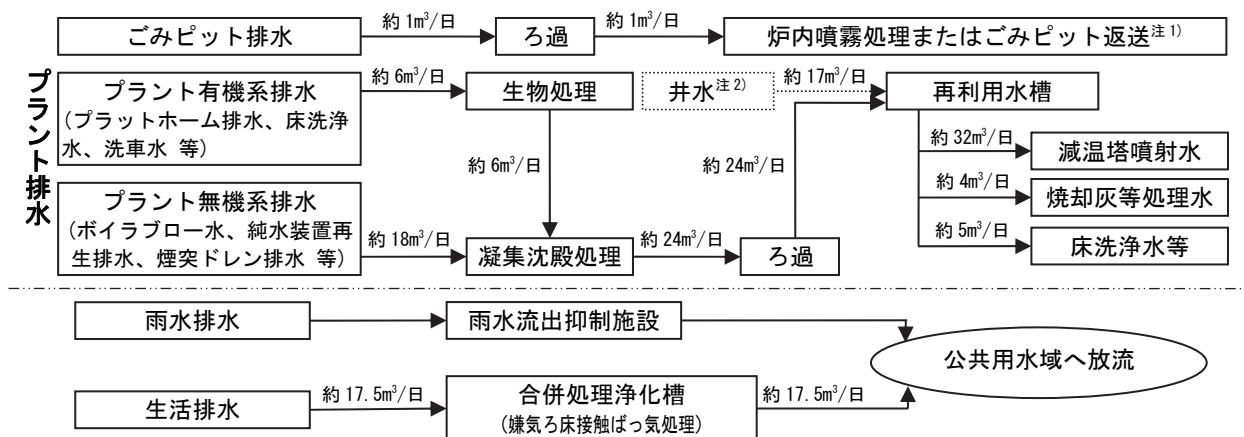 ごみピット排水
約 1m³/日
ろ過
約 1m³/日
炉内噴霧処理またはごみピット返送注 1)
プラント排水
プラント有機系排水
(プラットホーム排水、床洗浄
水、洗車水 等)
約 6m³/日
生物処理
井水注 2)
約 17m³/日
再利用水槽
約 6m³/日
約 24m³/日
約 32m³/日
減温塔噴射水
約 4m³/日
焼却灰等処理水
約 5m³/日
床洗浄水等
プラント無機系排水
(ボイラブロー水、純水装置再
生排水、煙突ドレン排水 等)
約 18m³/日
凝集沈殿処理
約 24m³/日
ろ過
雨水排水
雨水流出抑制施設
公共用水域へ放流
生活排水
約 17.5m³/日
合併処理浄化槽
(嫌気ろ床接触ばっ気処理)
約 17.5m³/日